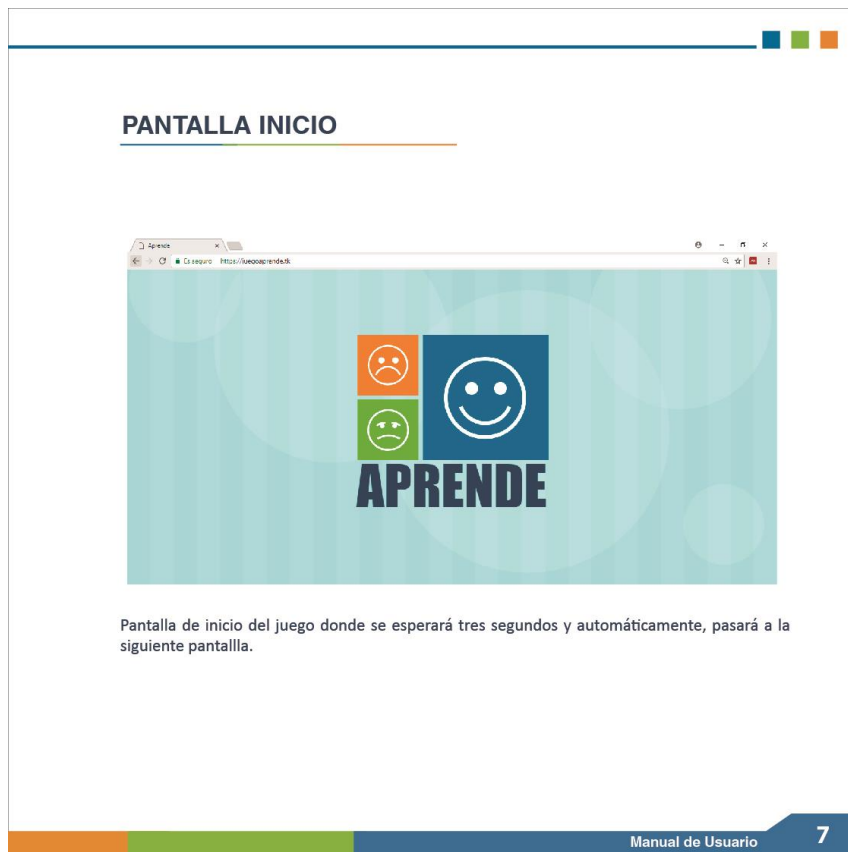 PANTALLA INICIO
Aprende
Es seguro https://juegoaprende.tk
APRENDE
Pantalla de inicio del juego donde se esperará tres segundos y automáticamente, pasará a la
siguiente pantallla.
Manual de Usuario 7